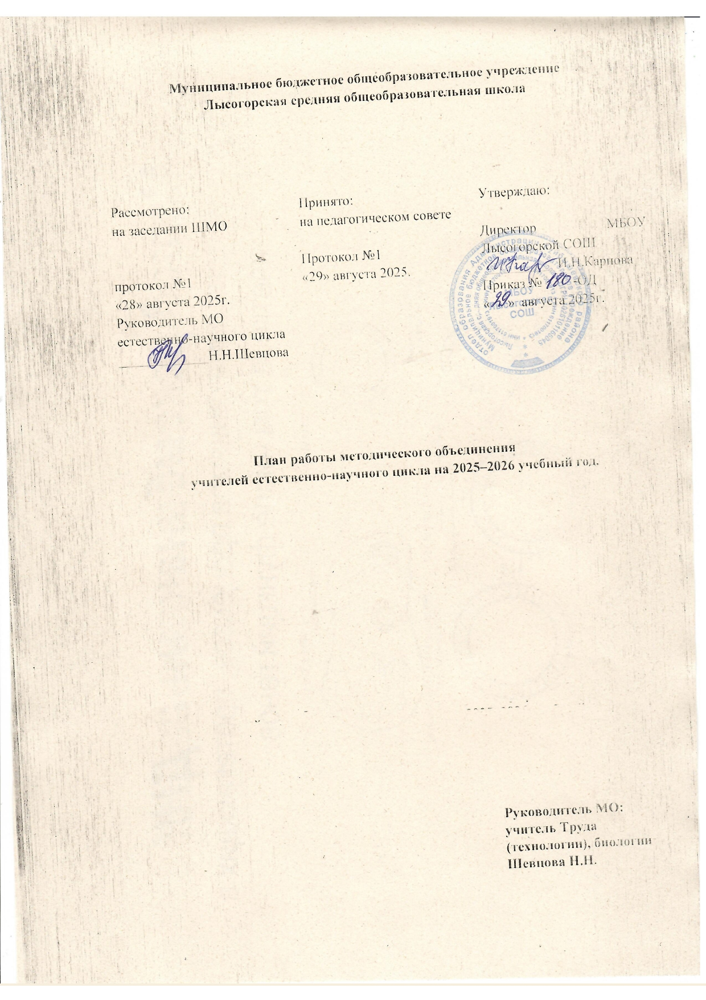 Муниципальное бюджетное общеобразовательное учреждение
Лысогорская средняя общеобразовательная школа
Рассмотрено:
на заседании ШМО
протокол №1
«28» августа 2025г.
Руководитель МО
естественно-научного цикла
Н.Н.Шевцова
Принято:
на педагогическом совете
Протокол №1
«29» августа 2025.
Утверждаю:
Директор МБОУ
Лысогорской СОШ
И.Н.Карпова
Приказ № 180-ОД
«29» августа 2025г.
МБОУ
СОШ
План работы методического объединения
учителей естественно-научного цикла на 2025–2026 учебный год.
Руководитель МО:
учитель Труда
(технологии), биологии
Шевцова Н.Н.